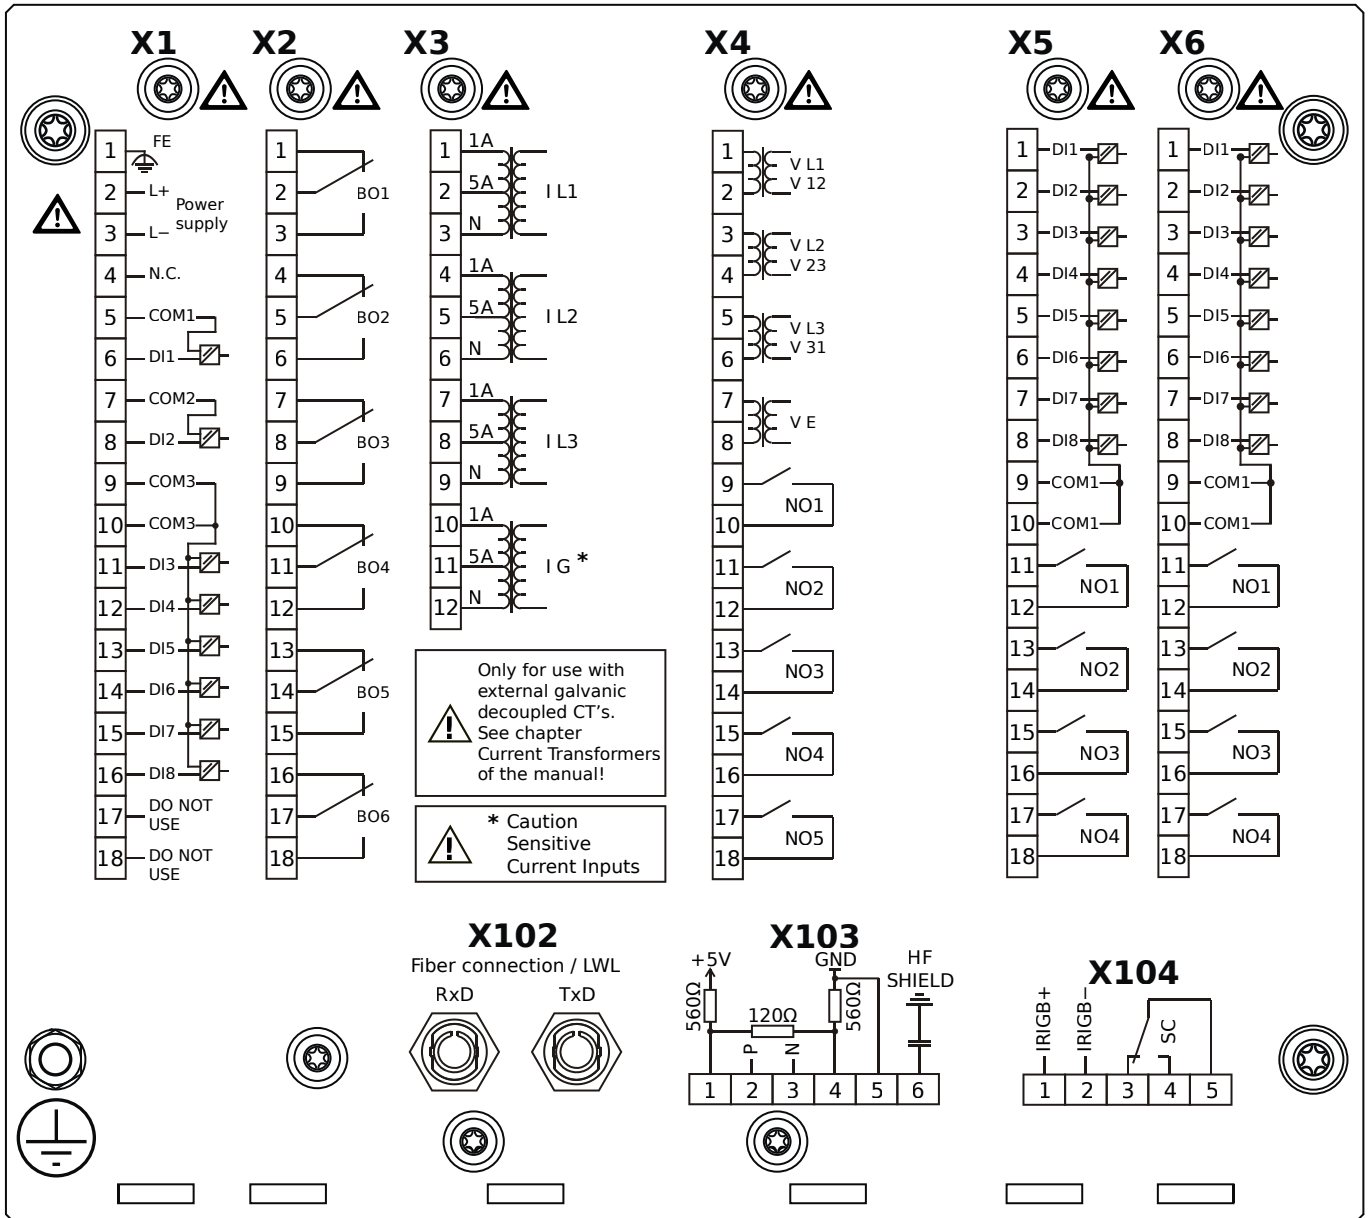 X1
1 FE
2 L+
Power
supply
3 L−
4 N.C.
5 COM1
6 DI1
7 COM2
8 DI2
9 COM3
10 COM3
11 DI3
12 DI4
13 DI5
14 DI6
15 DI7
16 DI8
17 DO NOT
USE
18 DO NOT
USE
X2
1
2 BO1
3
4
5 BO2
6
7
8 BO3
9
10
11 BO4
12
13
14 BO5
15
16
17 BO6
18
X3
1 1A
2 5A I L1
3 N
4 1A
5 5A I L2
6 N
7 1A
8 5A I L3
9 N
10 1A
11 5A I G *
12 N
Only for use with
external galvanic
decoupled CT's.
See chapter
Current Transformers
of the manual!
* Caution
Sensitive
Current Inputs
X4
1 V L1
2 V 12
3 V L2
4 V 23
5 V L3
6 V 31
7
V E
8
9
NO1
10
11
NO2
12
13
NO3
14
15
NO4
16
17
NO5
18
X5
1 DI1
2 DI2
3 DI3
4 DI4
5 DI5
6 DI6
7 DI7
8 DI8
9 COM1
10 COM1
11
NO1
12
13
NO2
14
15
NO3
16
17
NO4
18
X6
1 DI1
2 DI2
3 DI3
4 DI4
5 DI5
6 DI6
7 DI7
8 DI8
9 COM1
10 COM1
11
NO1
12
13
NO2
14
15
NO3
16
17
NO4
18
X102
Fiber connection / LWL
RxD TxD
X103
+5V GND HF
SHIELD
560Ω 120Ω 560Ω
P N
1 2 3 4 5 6
X104
IRIGB+ IRIGB− SC
1 2 3 4 5